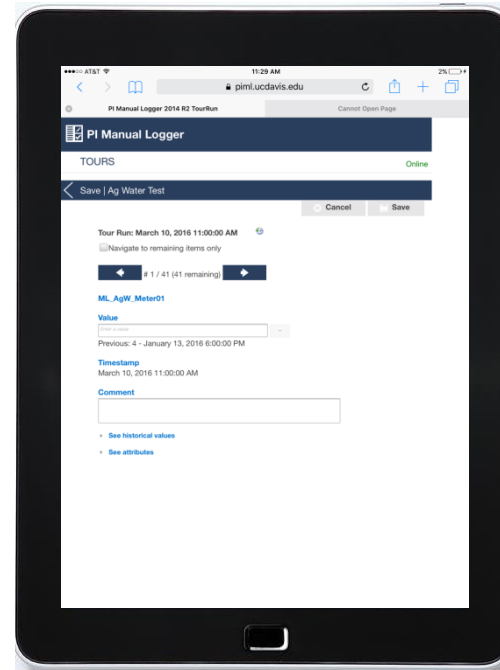 AT&T 11:29 AM 2%
piml.ucdavis.edu
PI Manual Logger 2014 R2 TourRun Cannot Open Page
PI Manual Logger
TOURS Online
Save | Ag Water Test
Cancel Save
Tour Run: March 10, 2016 11:00:00 AM
Navigate to remaining items only
# 1 / 41 (41 remaining)
ML_AgW_Meter01
Value
Enter a value
Previous: 4 - January 13, 2016 6:00:00 PM
Timestamp
March 10, 2016 11:00:00 AM
Comment
See historical values
See attributes